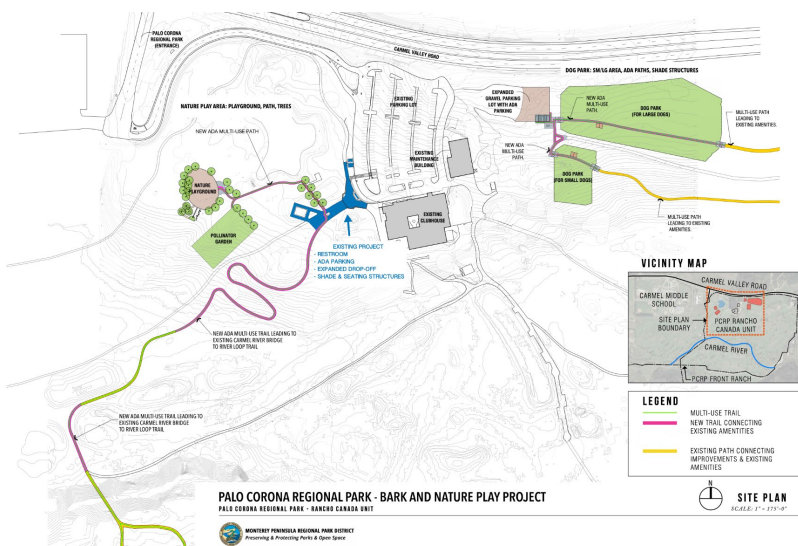 PALO CORONA
REGIONAL PARK
(ENTRANCE)
CARMEL VALLEY ROAD
NATURE PLAY AREA: PLAYGROUND, PATH, TREES
NEW ADA MULTI-USE-PATH
EXISTING
PARKING LOT
EXISTING
MAINTENANCE
BUILDING
EXISTING
CLUBHOUSE
NATURE
PLAYGROUND
POLLINATOR
GARDEN
EXISTING PROJECT
- RESTROOM
- ADA PARKING
- EXPANDED DROP-OFF
- SHADE & SEATING STRUCTURES
DOG PARK: SM/LG AREA, ADA PATHS, SHADE STRUCTURES
EXPANDED
GRAVEL PARKING
LOT WITH ADA
PARKING
NEW ADA
MULTI-USE
PATH.
DOG PARK
(FOR LARGE DOGS)
MULTI-USE PATH
LEADING TO
EXISTING AMENITIES.
NEW ADA
MULTI-USE
PATH.
DOG PARK
(FOR SMALL DOGS)
MULTI-USE PATH
LEADING TO EXISTING
AMENITIES.
NEW ADA MULTI-USE TRAIL LEADING TO
EXISTING CARMEL RIVER BRIDGE
TO RIVER LOOP TRAIL
NEW ADA MULTI-USE TRAIL LEADING TO
EXISTING CARMEL RIVER BRIDGE
TO RIVER LOOP TRAIL
VICINITY MAP
CARMEL VALLEY ROAD
CARMEL MIDDLE
SCHOOL
SITE PLAN
BOUNDARY
PCRP RANCHO
CANADA UNIT
CARMEL RIVER
PCRP FRONT RANCH
LEGEND
MULTI-USE TRAIL
NEW TRAIL CONNECTING
EXISTING AMENTITIES
EXISTING PATH CONNECTING
IMPROVEMENTS & EXISTING
AMENITIES
PALO CORONA REGIONAL PARK - BARK AND NATURE PLAY PROJECT
PALO CORONA REGIONAL PARK - RANCHO CANADA UNIT
N
SITE PLAN
SCALE: 1" = 175'-0"
MONTEREY PENINSULA REGIONAL PARK DISTRICT
Preserving & Protecting Parks & Open Space